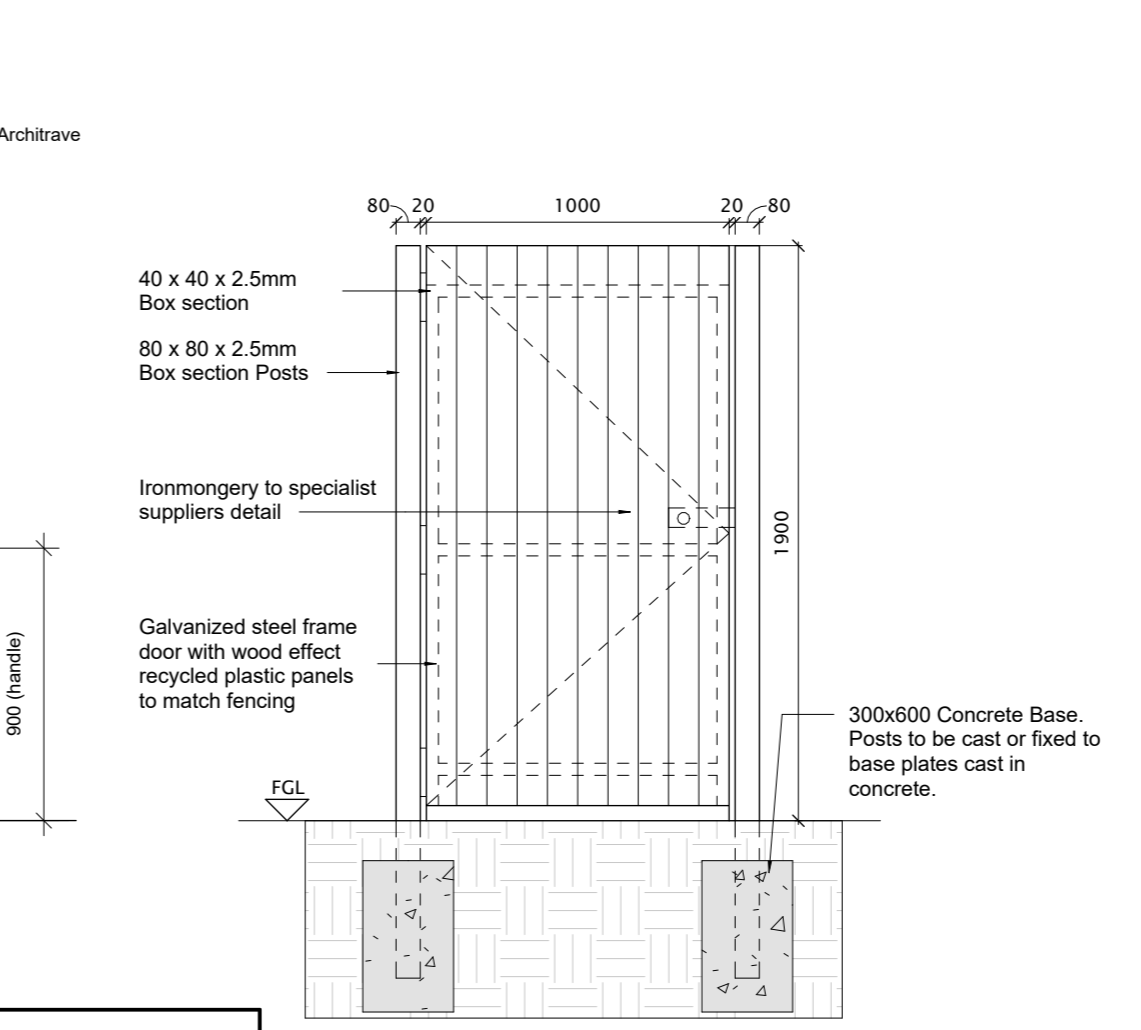 Architrave
80 20 1000 20 80
40 x 40 x 2.5mm
Box section
80 x 80 x 2.5mm
Box section Posts
Ironmongery to specialist
suppliers detail
1900
900 (handle)
Galvanized steel frame
door with wood effect
recycled plastic panels
to match fencing
300x600 Concrete Base.
Posts to be cast or fixed to
base plates cast in
concrete.
FGL